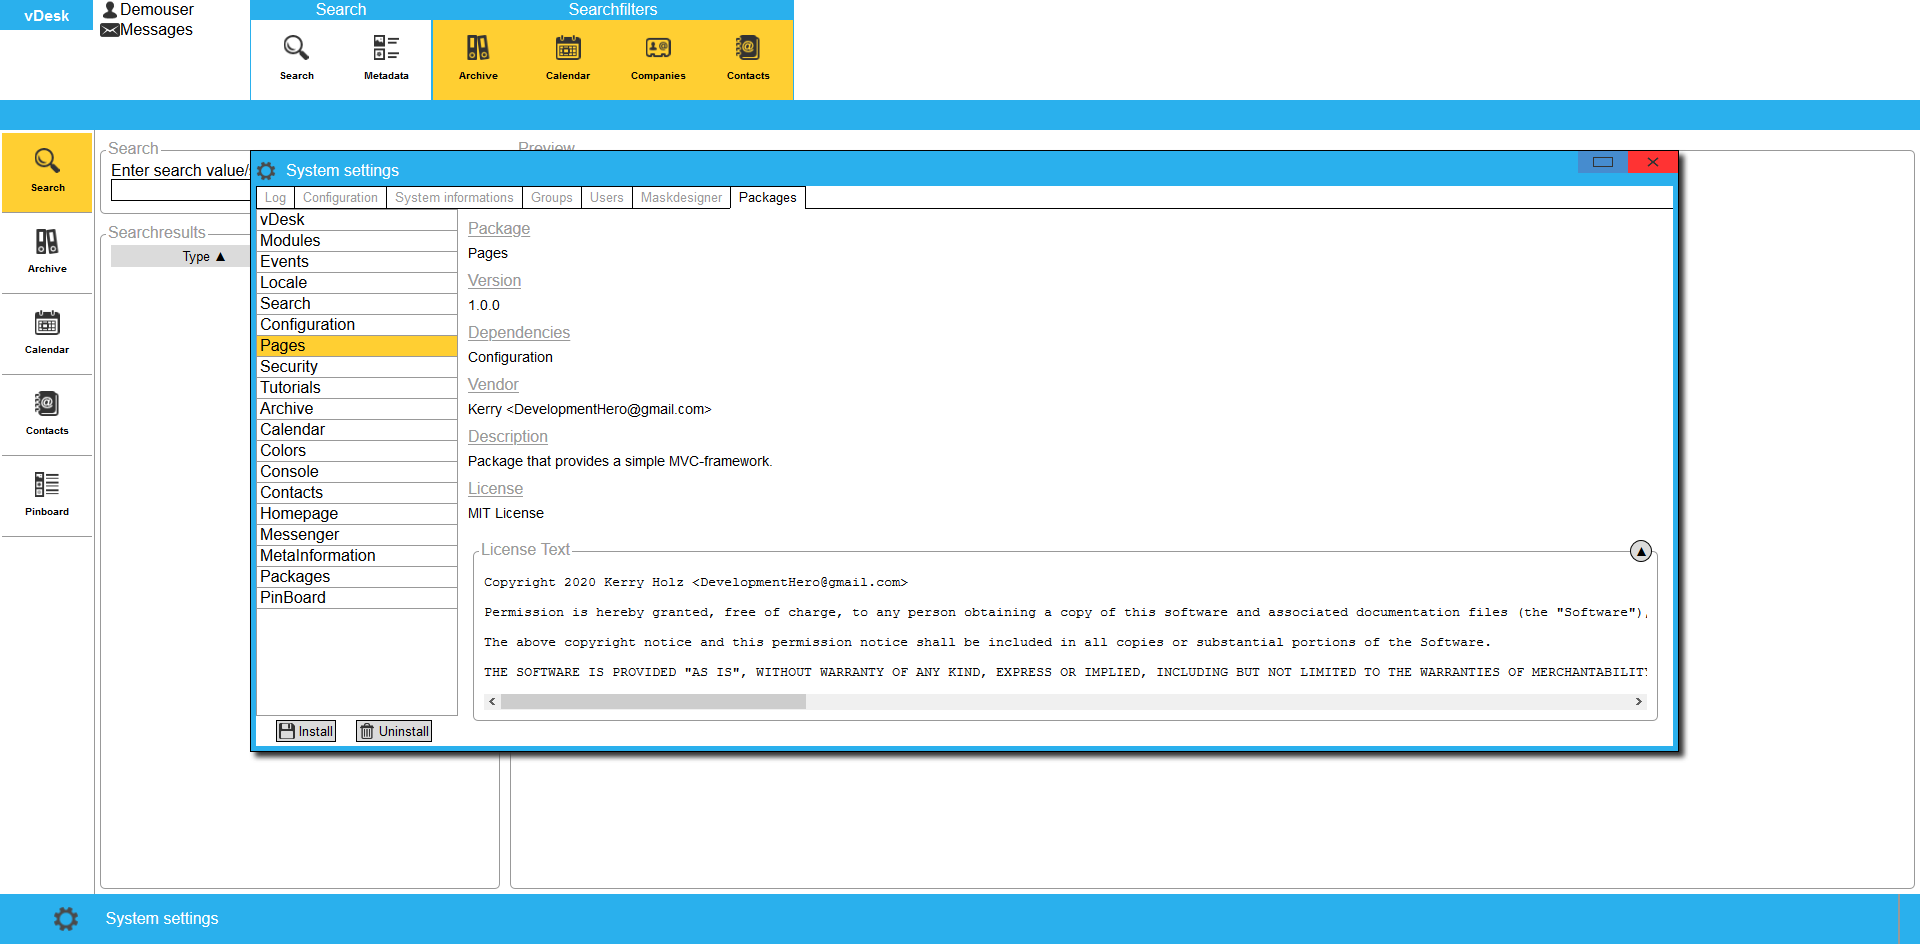 vDesk
Demouser
Messages
Search
Searchfilters
Search
Metadata
Archive
Calendar
Companies
Contacts
Search
Archive
Calendar
Contacts
Pinboard
Search
Enter search value/
Searchresults
Type ▲
Preview
System settings
Log
Configuration
System informations
Groups
Users
Maskdesigner
Packages
vDesk
Modules
Events
Locale
Search
Configuration
Pages
Security
Tutorials
Archive
Calendar
Colors
Console
Contacts
Homepage
Messenger
MetaInformation
Packages
PinBoard
Install
Uninstall
Package
Pages
Version
1.0.0
Dependencies
Configuration
Vendor
Kerry <DevelopmentHero@gmail.com>
Description
Package that provides a simple MVC-framework.
License
MIT License
License Text
Copyright 2020 Kerry Holz <DevelopmentHero@gmail.com>
Permission is hereby granted, free of charge, to any person obtaining a copy of this software and associated documentation files (the "Software"),
The above copyright notice and this permission notice shall be included in all copies or substantial portions of the Software.
THE SOFTWARE IS PROVIDED "AS IS", WITHOUT WARRANTY OF ANY KIND, EXPRESS OR IMPLIED, INCLUDING BUT NOT LIMITED TO THE WARRANTIES OF MERCHANTABILITY
System settings